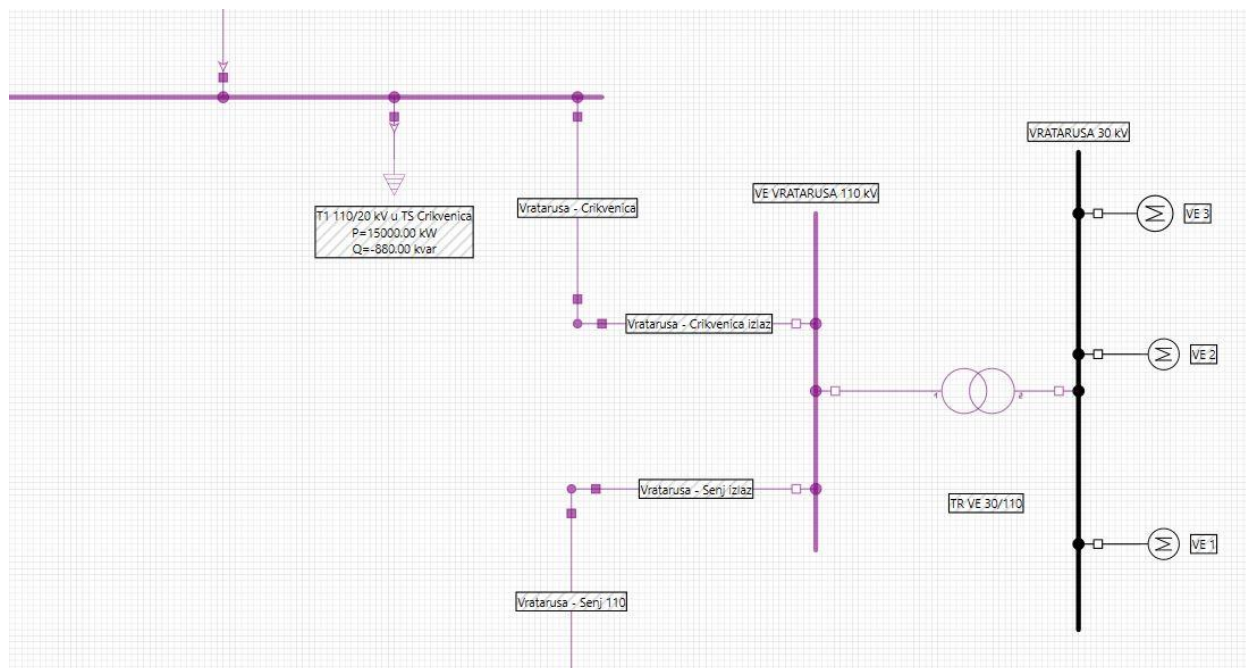 VRATARUSA 30 kV
VE VRATARUSA 110 kV
Vratarusa - Crikvenica
T1 110/20 kV u TS Crikvenica
P=15000.00 kW
Q=-880.00 kvar
VE 3
Vratarusa - Crikvenica izlaz
VE 2
1
2
Vratarusa - Senj izlaz
TR VE 30/110
VE 1
Vratarusa - Senj 110